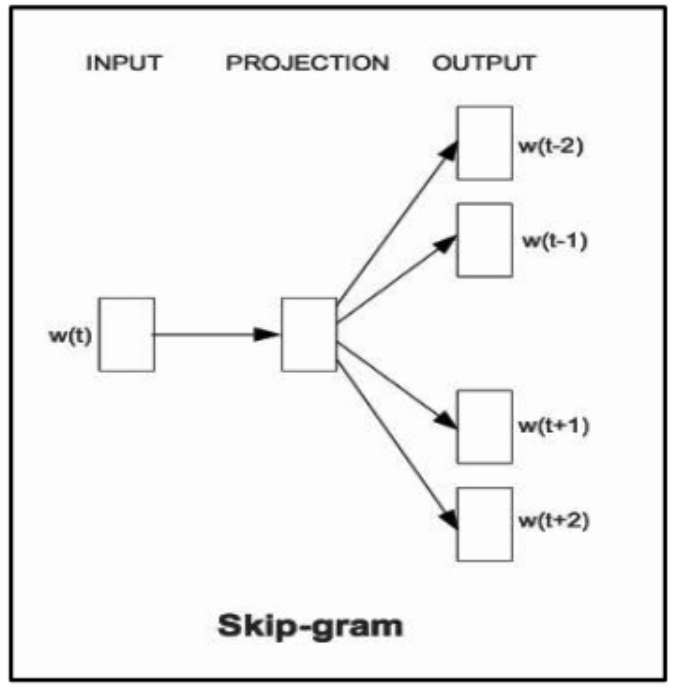 INPUT PROJECTION OUTPUT
w(t-2)
w(t-1)
w(t)
w(t+1)
w(t+2)
Skip-gram